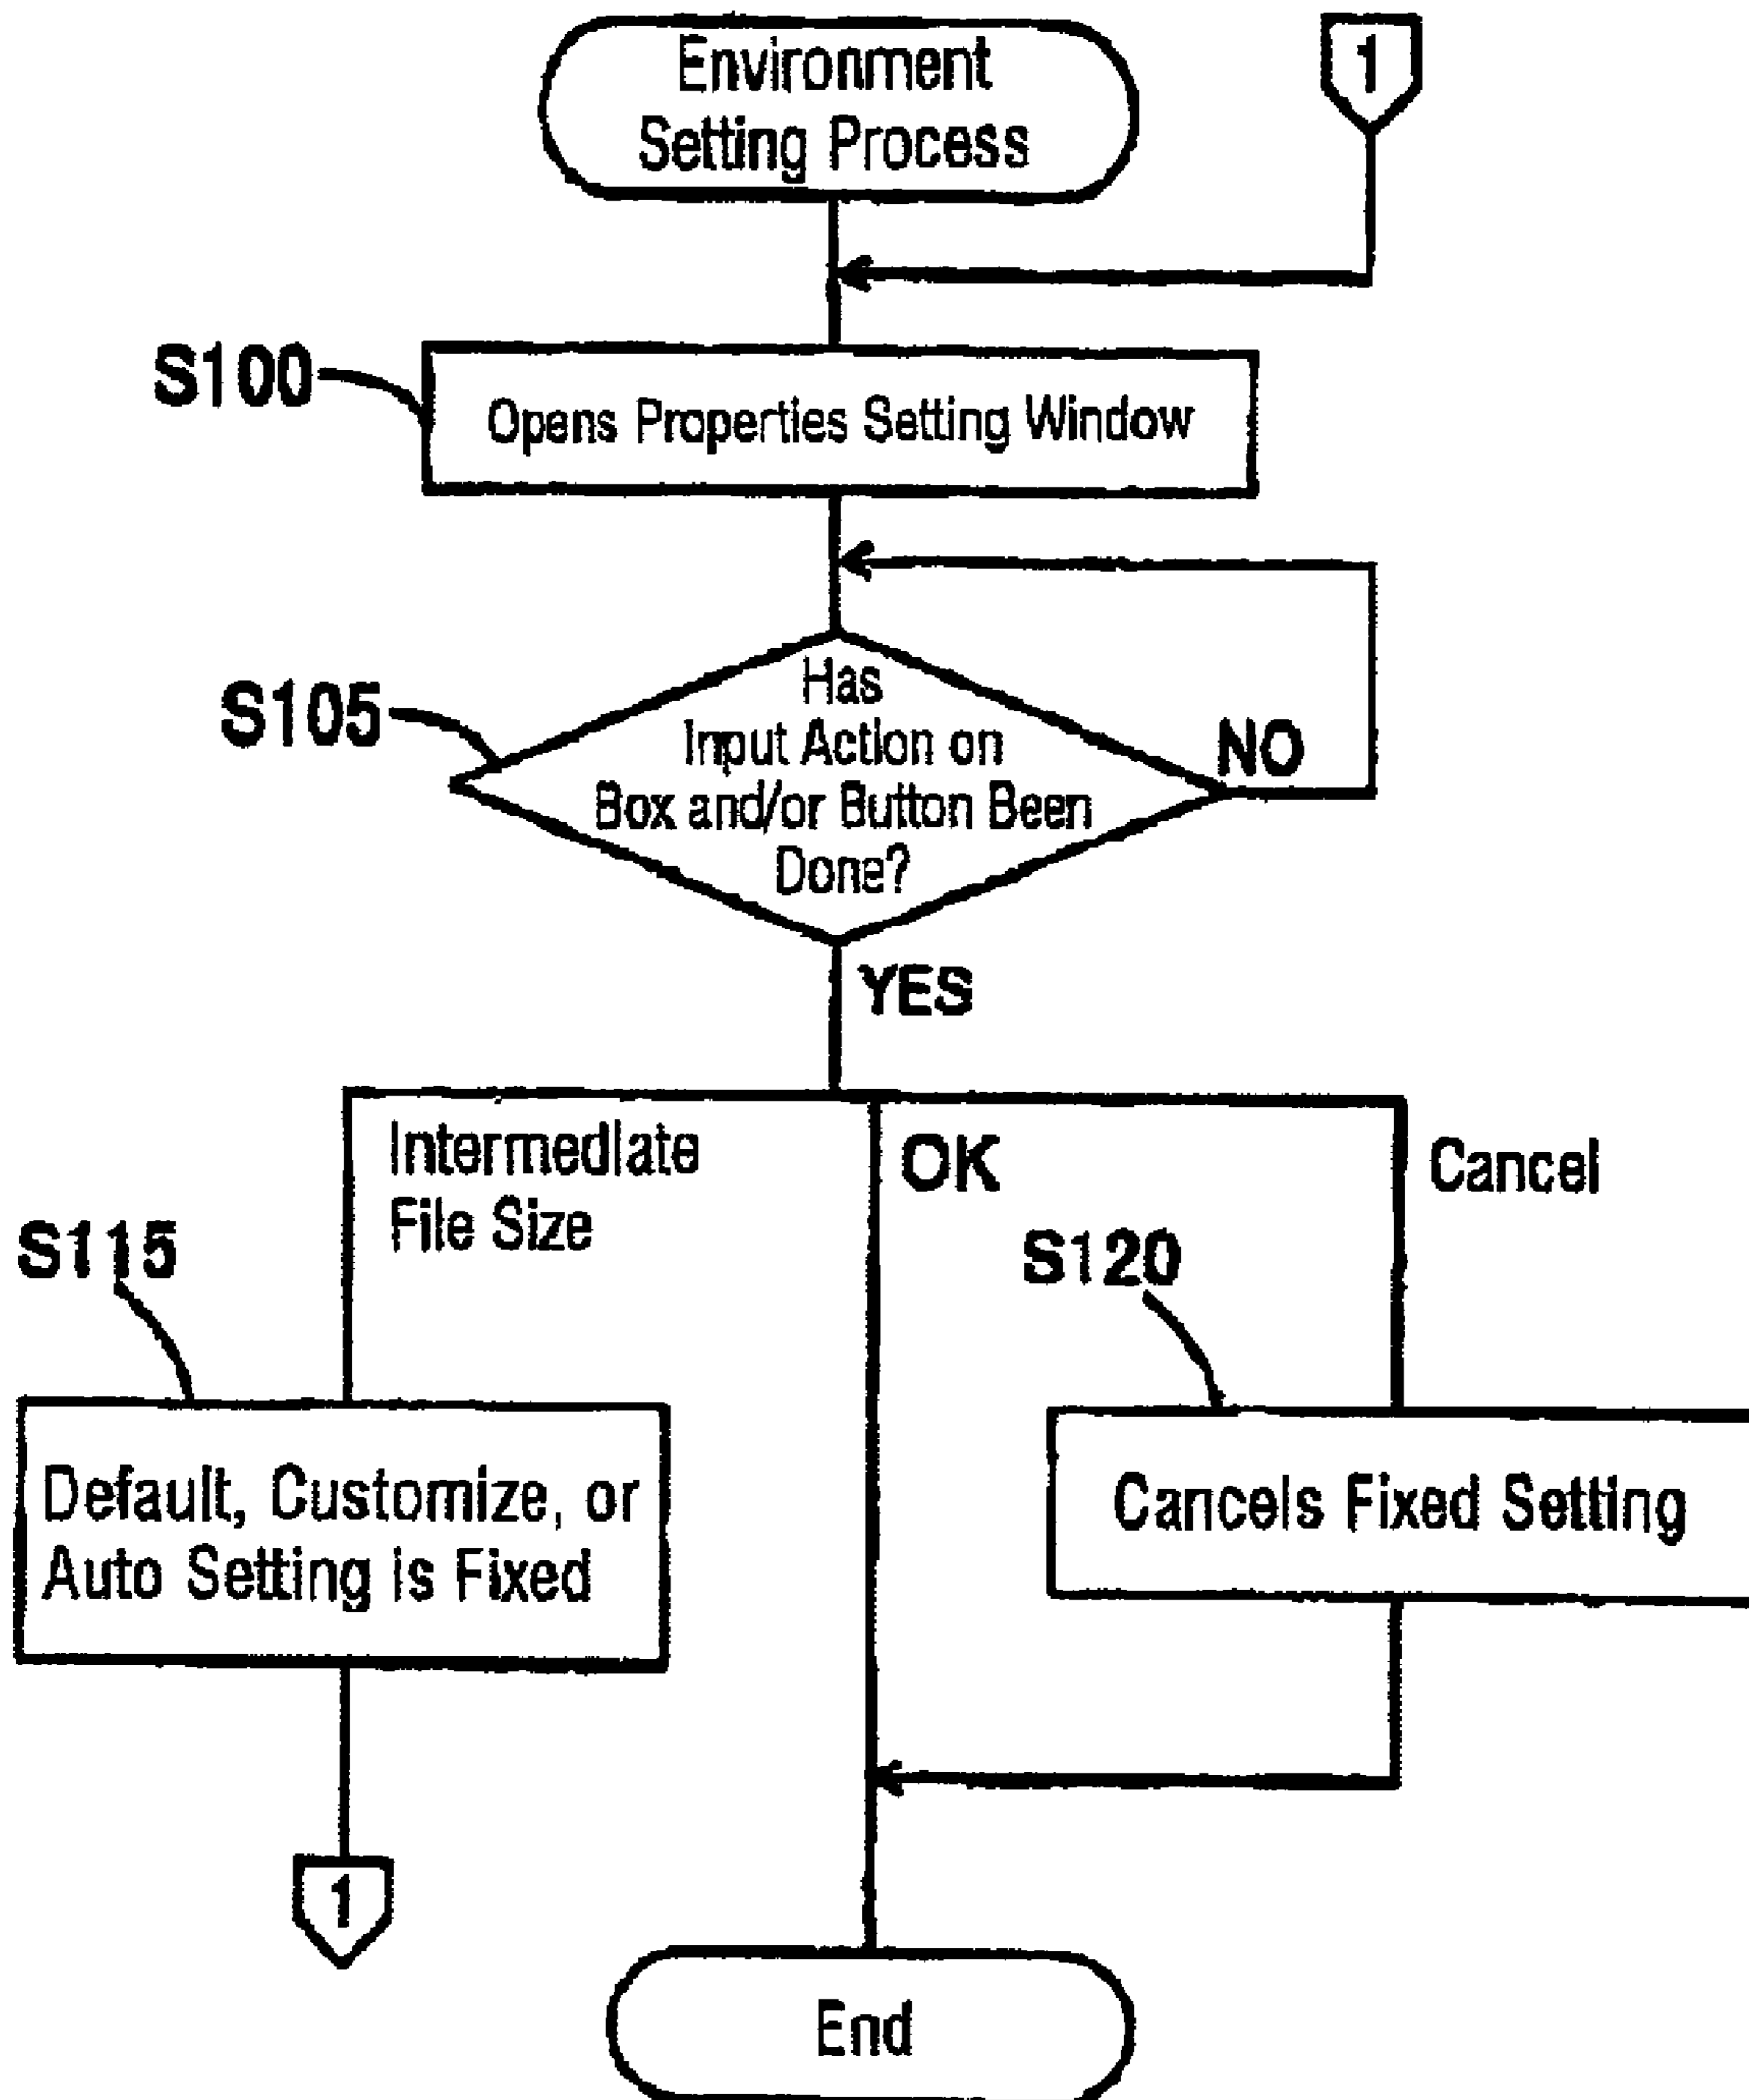 Environment
Setting Process
1
S100
Opens Properties Setting Window
S105
Has
Input Action on
Box and/or Button Been
Done?
NO
YES
Intermediate
File Size
OK
Cancel
S115
S120
Default, Customize, or
Auto Setting is Fixed
Cancels Fixed Setting
1
End